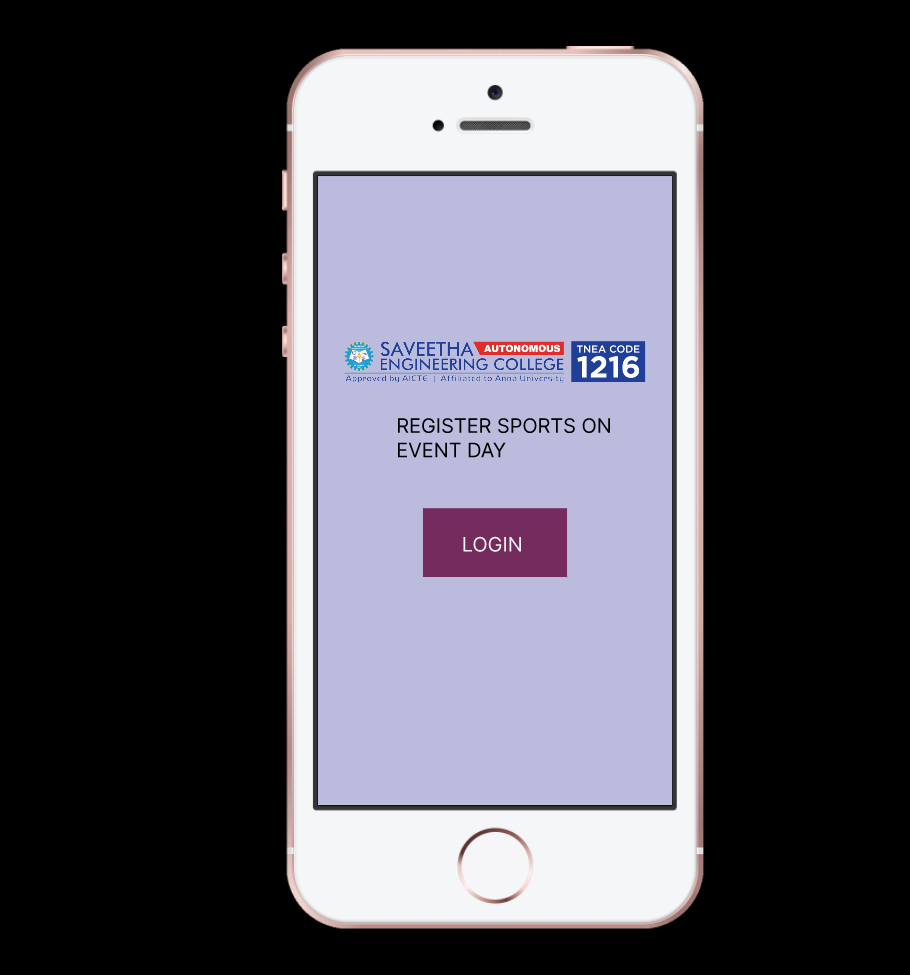 SAVEETHA AUTONOMOUS
ENGINEERING COLLEGE
Approved by AICTE | Affiliated to Anna University
TNEA CODE
1216
REGISTER SPORTS ON
EVENT DAY
LOGIN